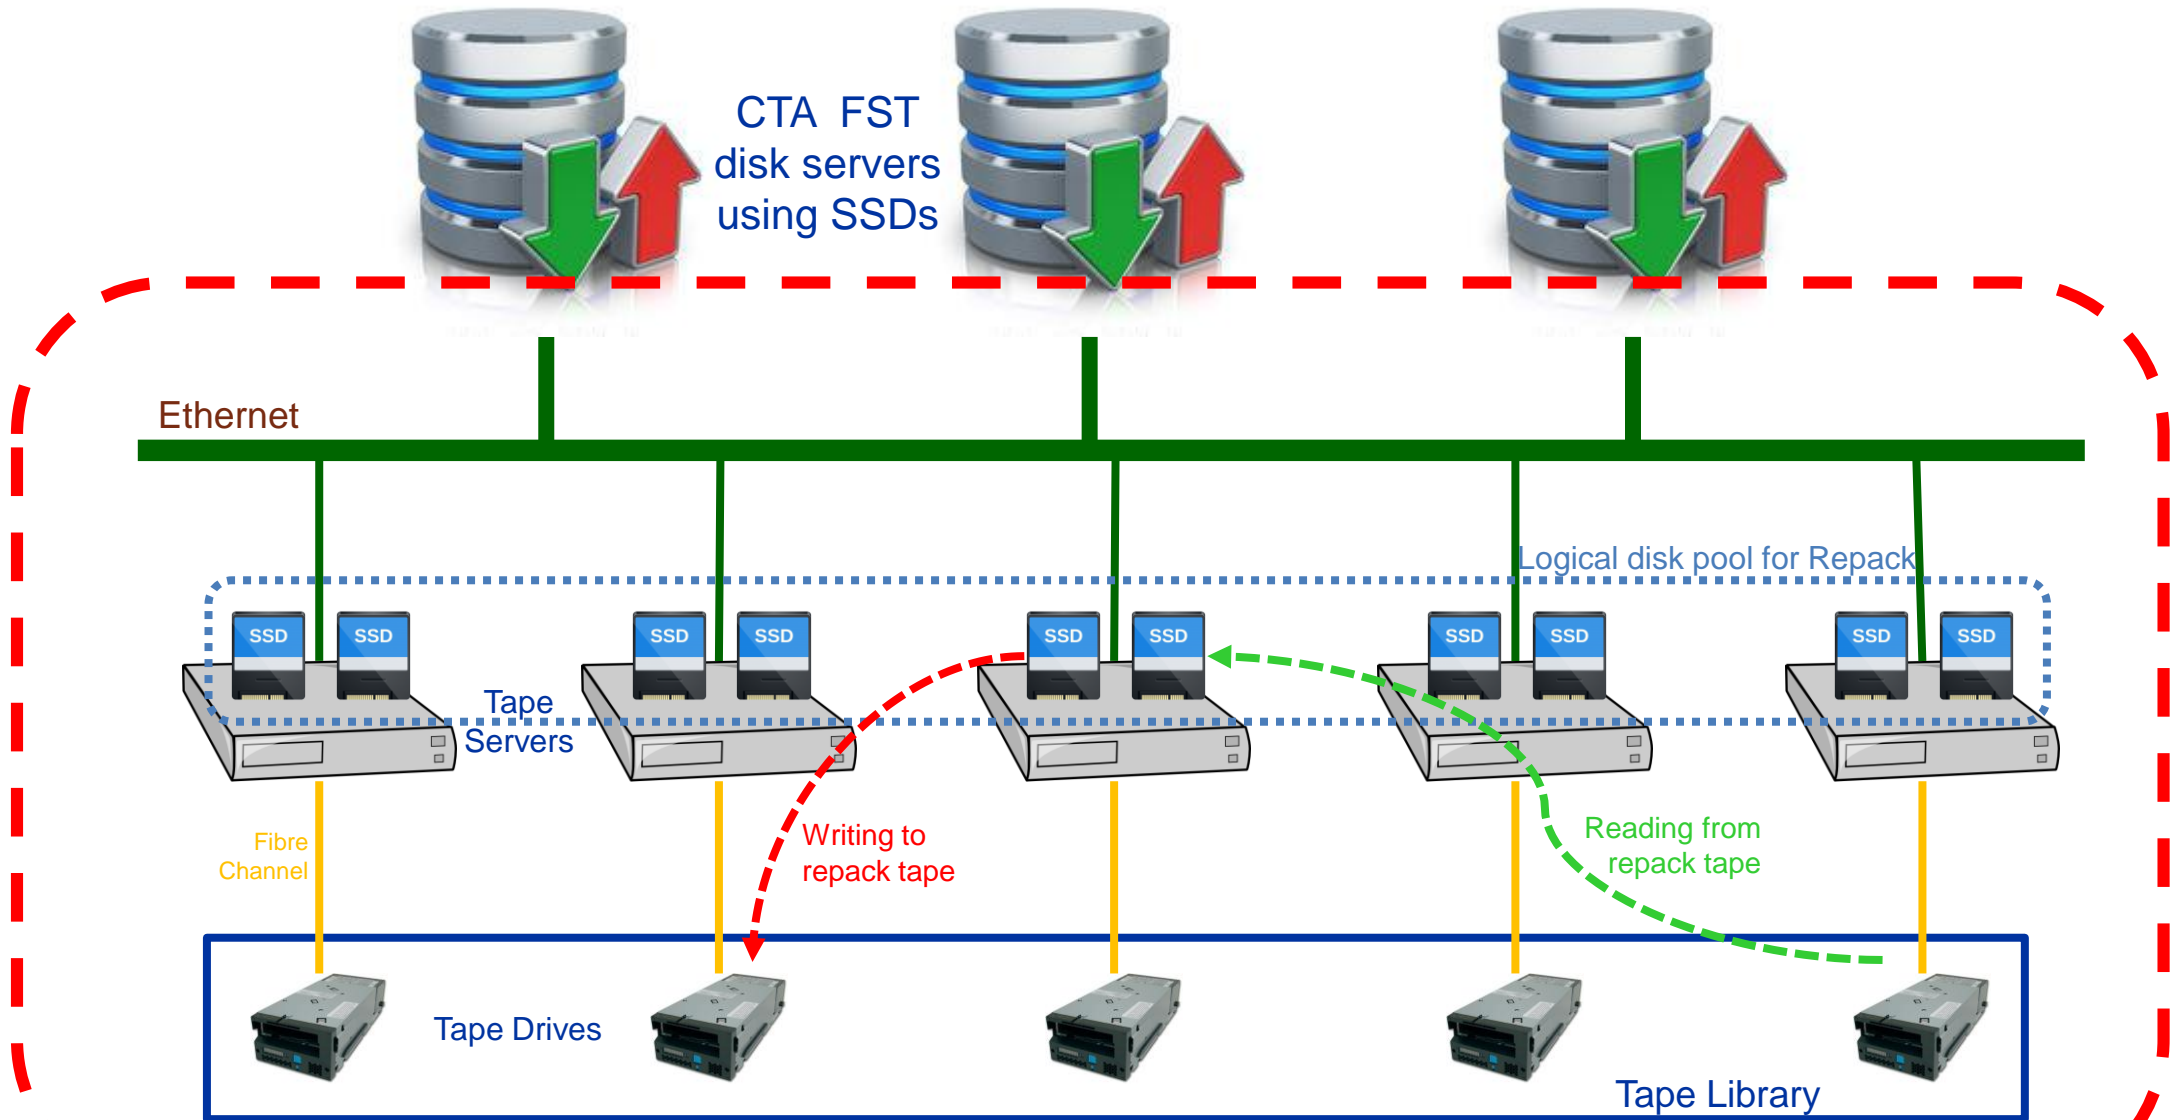 CTA FST
disk servers
using SSDs
Ethernet
Logical disk pool for Repack
SSD
SSD
SSD
SSD
SSD
SSD
SSD
SSD
SSD
SSD
Tape
Servers
Fibre
Channel
Writing to
repack tape
Reading from
repack tape
Tape Drives
Tape Library